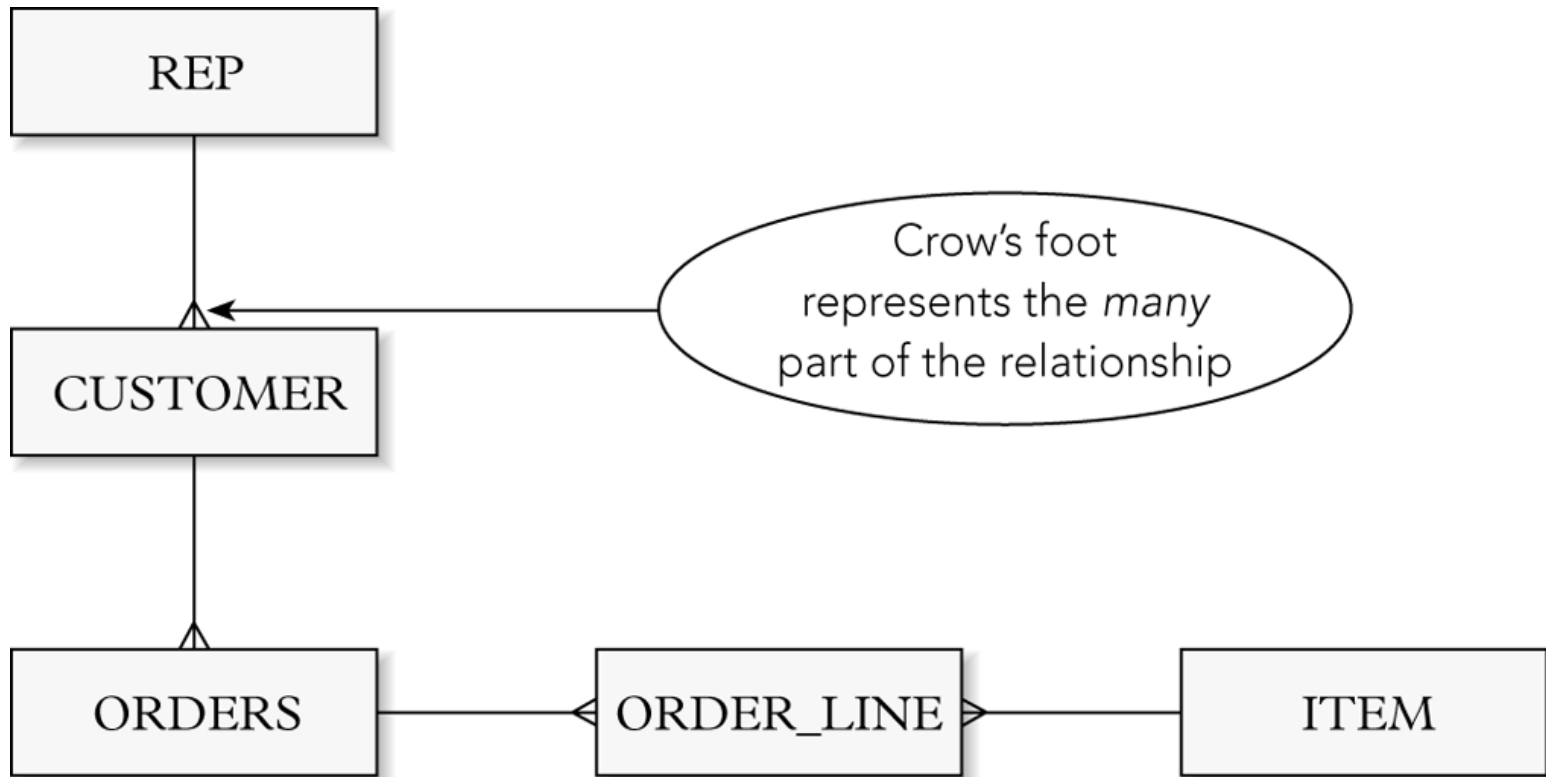 REP
Crow's foot
represents the many
part of the relationship
CUSTOMER
ORDERS
ORDER_LINE
ITEM